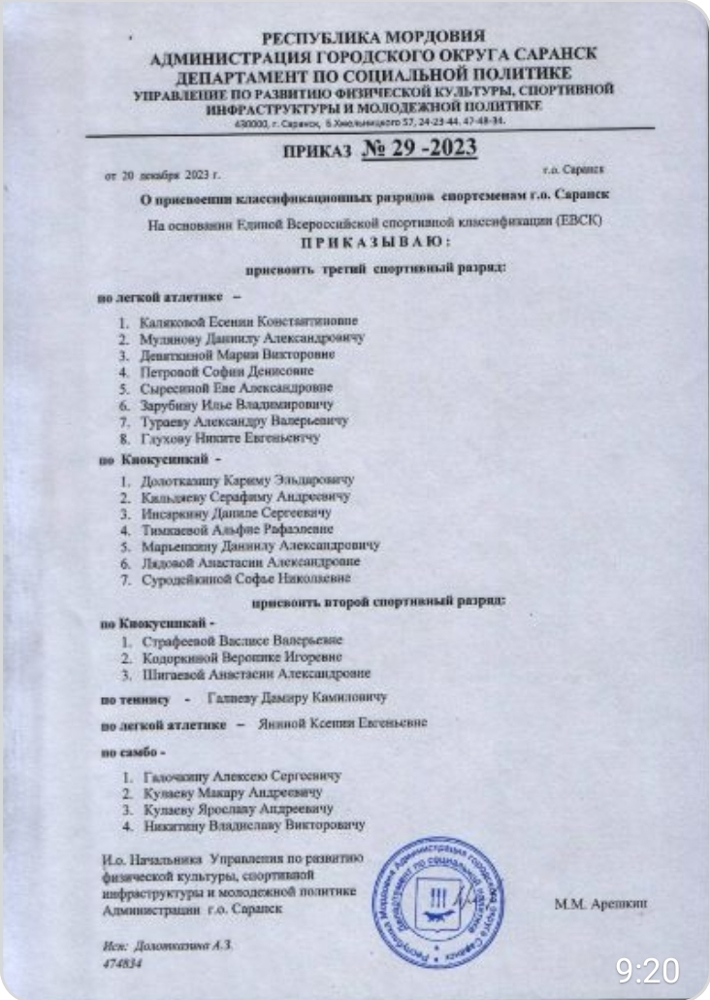 РЕСПУБЛИКА МОРДОВИЯ
АДМИНИСТРАЦИЯ ГОРОДСКОГО ОКРУГА САРАНСК
ДЕПАРТАМЕНТ ПО СОЦИАЛЬНОЙ ПОЛИТИКЕ
УПРАВЛЕНИЕ ПО РАЗВИТИЮ ФИЗИЧЕСКОЙ КУЛЬТУРЫ, СПОРТИВНОЙ
ИНФРАСТРУКТУРЫ И МОЛОДЕЖНОЙ ПОЛИТИКЕ
430000, г. Саранск, Б.Хмельницкого 57, 24-23-44. 47-48-34.
ПРИКАЗ № 29 -2023
от 20 декабря 2023 г. г.о. Саранск
О присвоении классификационных разрядов спортсменам г.о. Саранск
На основании Единой Всероссийской спортивной классификации (ЕВСК)
П Р И К А З Ы В А Ю :
присвоить третий спортивный разряд:
по легкой атлетике –
1. Каляковой Есении Константиновне
2. Мулянову Даниилу Александровичу
3. Девяткиной Марии Викторовне
4. Петровой Софии Денисовне
5. Сыресиной Еве Александровне
6. Зарубину Илье Владимировичу
7. Тураеву Александру Валерьевичу
8. Глухову Никите Евгеньевтчу
по Киокусинкай -
1. Долотказину Кариму Эльдаровичу
2. Кильдяеву Серафиму Андреевичу
3. Инсаркину Даниле Сергеевичу
4. Тимкаевой Альфие Рафаэлевне
5. Марьенкину Даниилу Александровичу
6. Лядовой Анастасии Александровне
7. Суродейкиной Софье Николаевне
присвоить второй спортивный разряд:
по Киокусинкай -
1. Страфеевой Васлисе Валерьевне
2. Кодоркиной Веронике Игоревне
3. Шигаевой Анастасии Александровне
по теннису - Галиеву Дамиру Камиловичу
по легкой атлетике – Яниной Ксении Евгеньевне
по самбо -
1. Галочкину Алексею Сергеевичу
2. Кулаеву Макару Андреевичу
3. Кулаеву Ярославу Андреевичу
4. Никитину Владиславу Викторовичу
И.о. Начальника Управления по развитию
физической культуры, спортивной
инфраструктуры и молодежной политике
Администрации г.о. Саранск М.М. Арешкин
Республика Мордовия Администрация городского округа Саранск
Департамент по социальной политике
Исп: Долотказина А.З.
474834
9:20